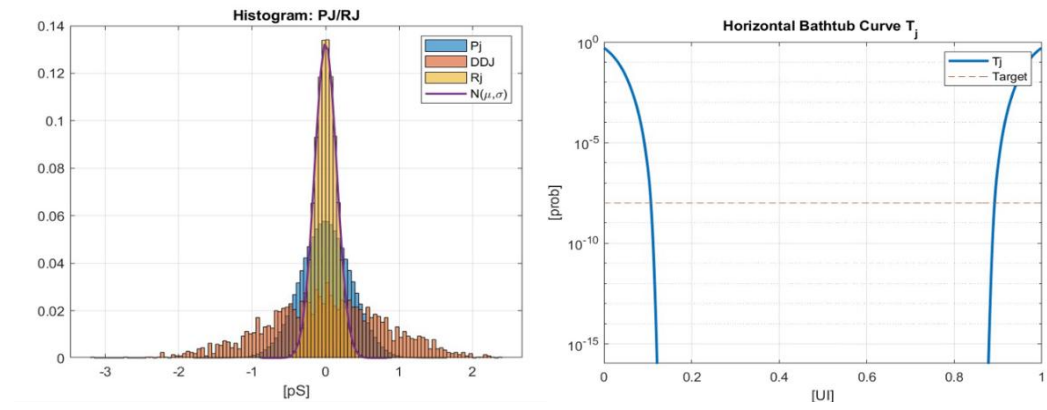 Histogram: PJ/RJ
0.14
0.12
0.1
0.08
0.06
0.04
0.02
0
-3 -2 -1 0 1 2
[pS]
Pj
DDJ
Rj
N(μ,σ)
Horizontal Bathtub Curve Tj
10^0
10^-5
10^-10
10^-15
[prob]
0 0.2 0.4 0.6 0.8 1
[UI]
Tj
Target